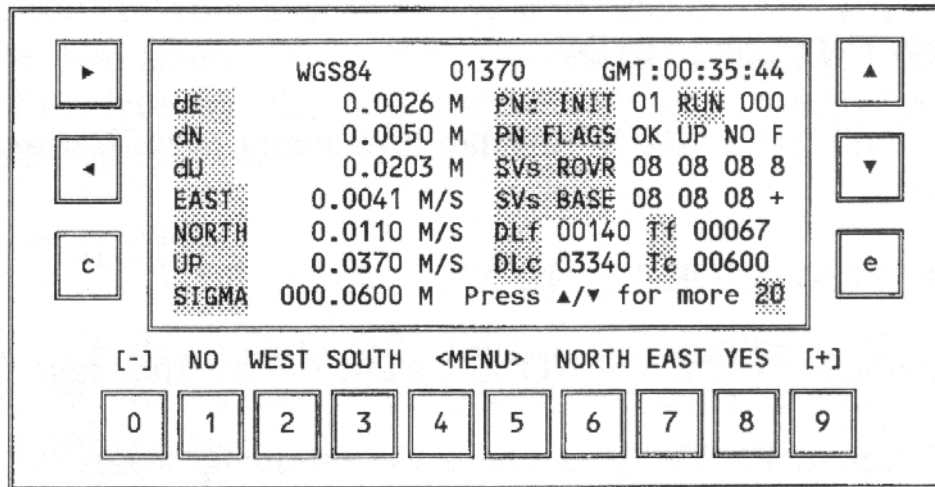 WGS84 01370 GMT:00:35:44
dE 0.0026 M PN: INIT 01 RUN 000
dN 0.0050 M PN FLAGS OK UP NO F
dU 0.0203 M SVs ROVR 08 08 08 8
EAST 0.0041 M/S SVs BASE 08 08 08 +
NORTH 0.0110 M/S DLf 00140 Tf 00067
UP 0.0370 M/S DLc 03340 Tc 00600
SIGMA 000.0600 M Press ▲/▼ for more 20
► ◄ c
▲ ▼ e
[-] NO WEST SOUTH <MENU> NORTH EAST YES [+]
0 1 2 3 4 5 6 7 8 9